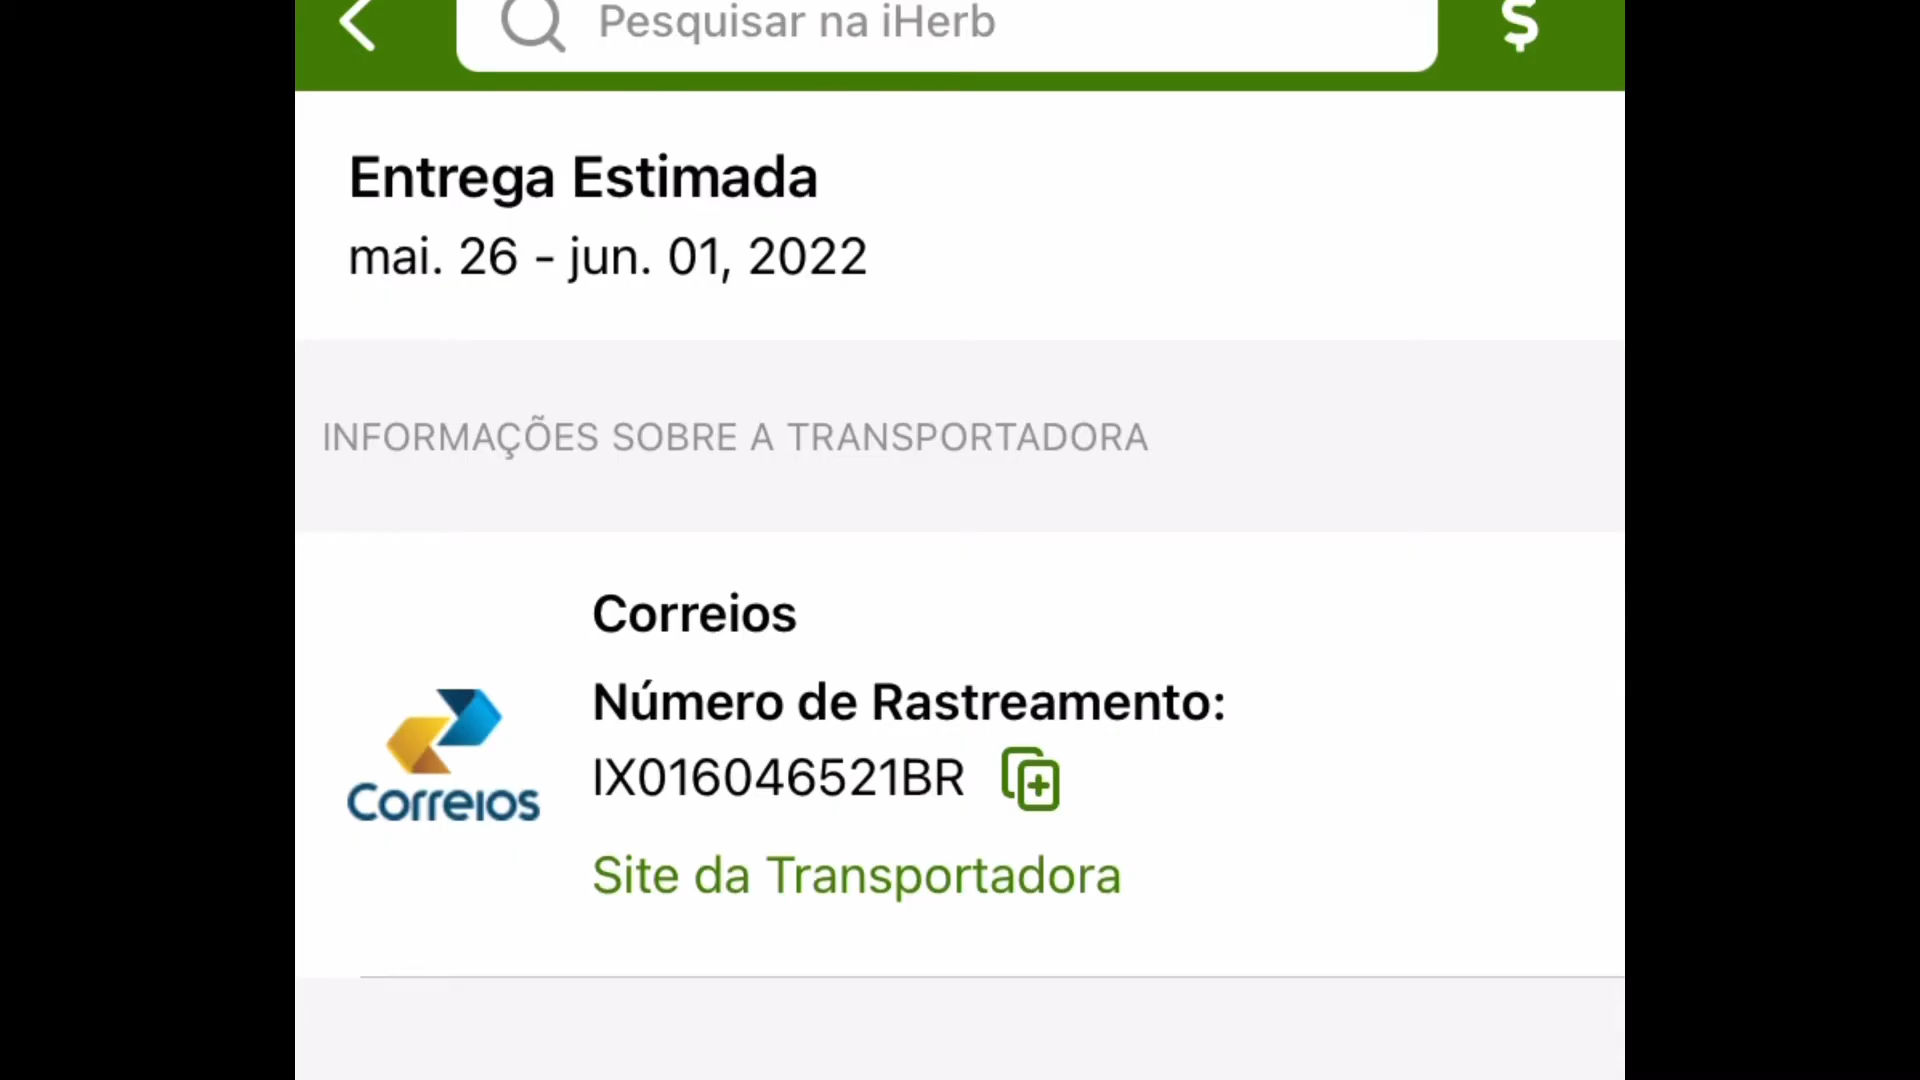 Pesquisar na iHerb
$
Entrega Estimada
mai. 26 - jun. 01, 2022
INFORMAÇÕES SOBRE A TRANSPORTADORA
Correios
Número de Rastreamento:
IX016046521BR
Correios
Site da Transportadora